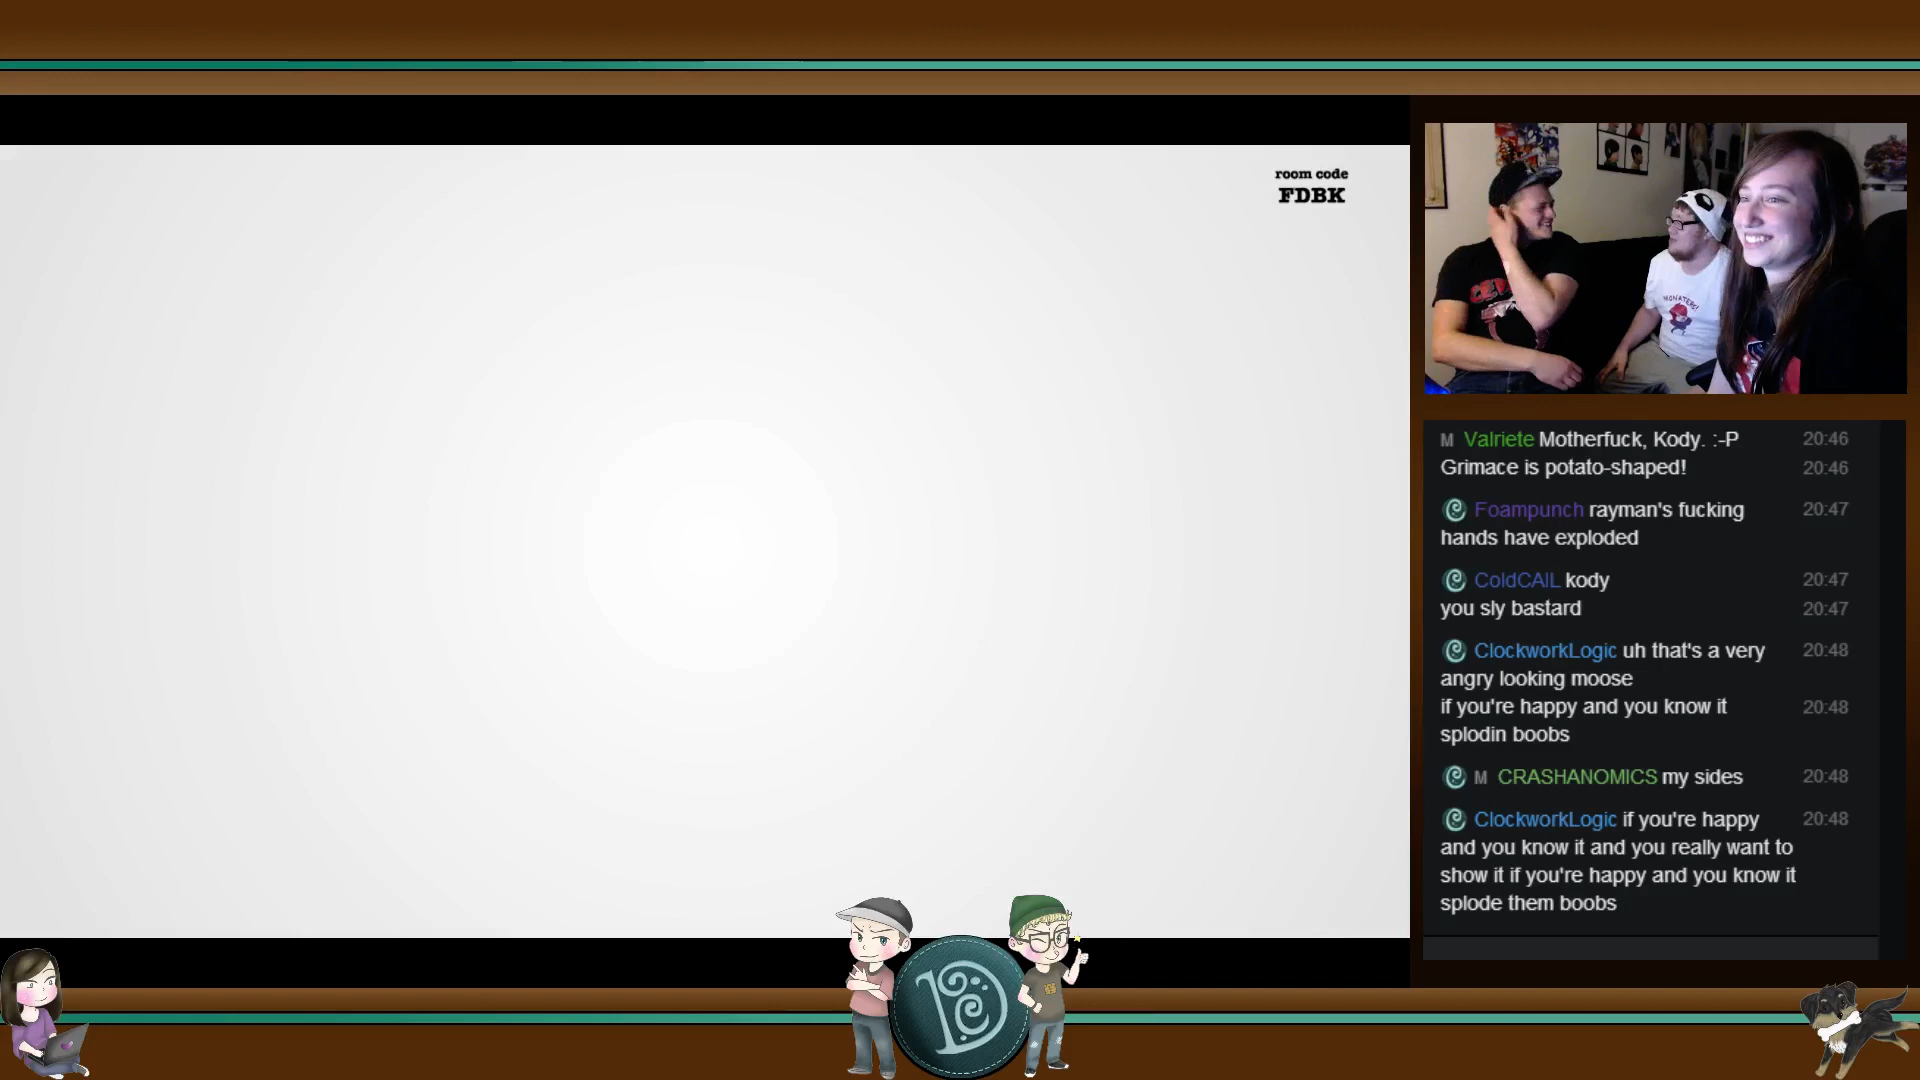 room code
FDBK
M Valriete Motherfuck, Kody. :-P 20:46
Grimace is potato-shaped! 20:46
Foampunch rayman's fucking 20:47
hands have exploded
ColdCAlL kody 20:47
you sly bastard 20:47
ClockworkLogic uh that's a very 20:48
angry looking moose
if you're happy and you know it 20:48
splodin boobs
M CRASHANOMICS my sides 20:48
ClockworkLogic if you're happy 20:48
and you know it and you really want to
show it if you're happy and you know it
splode them boobs